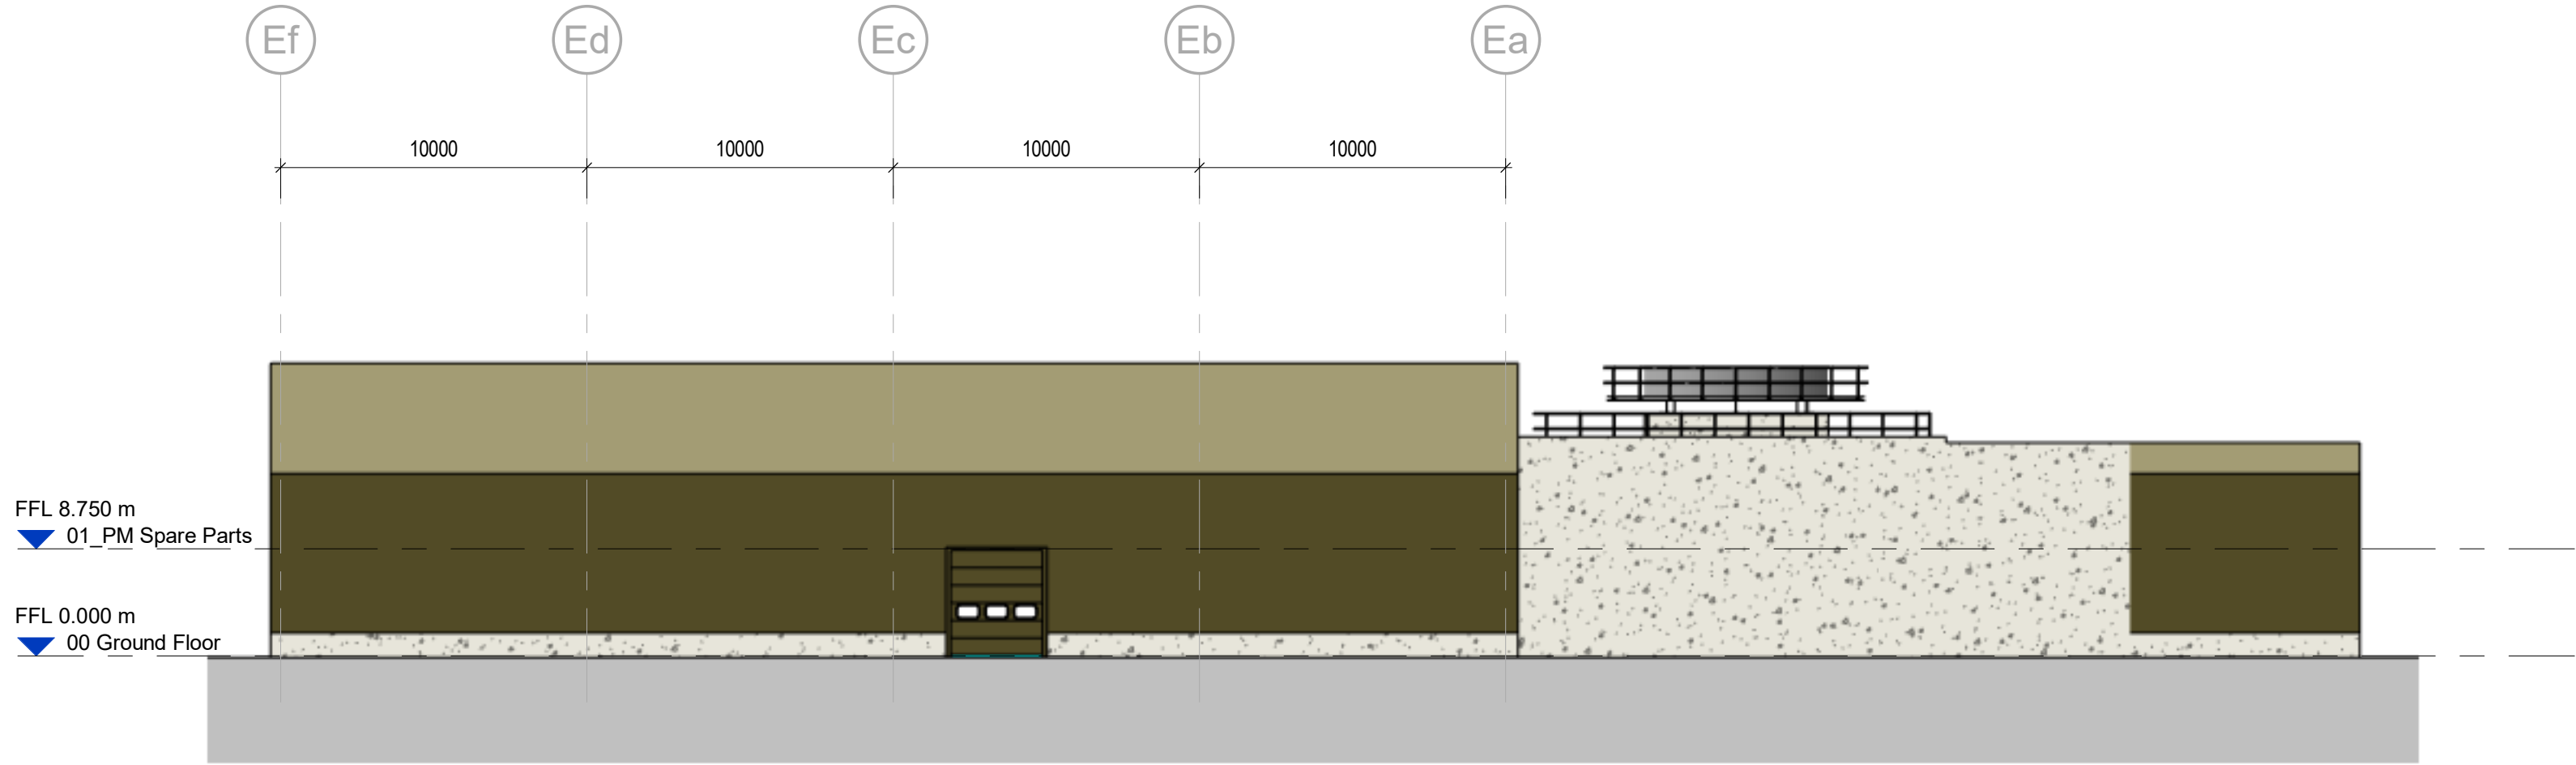 Ef Ed Ec Eb Ea
10000 10000 10000 10000
FFL 8.750 m
01_PM Spare Parts
FFL 0.000 m
00 Ground Floor